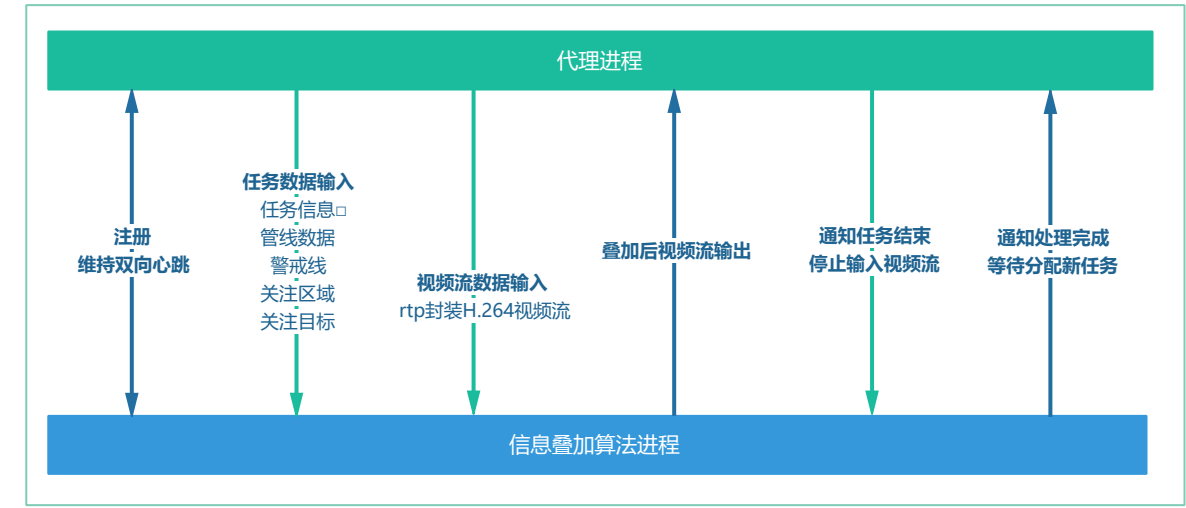 代理进程
注册
维持双向心跳
任务数据输入
任务信息□
管线数据
警戒线
关注区域
关注目标
视频流数据输入
rtp封装H.264视频流
叠加后视频流输出
通知任务结束
停止输入视频流
通知处理完成
等待分配新任务
信息叠加算法进程